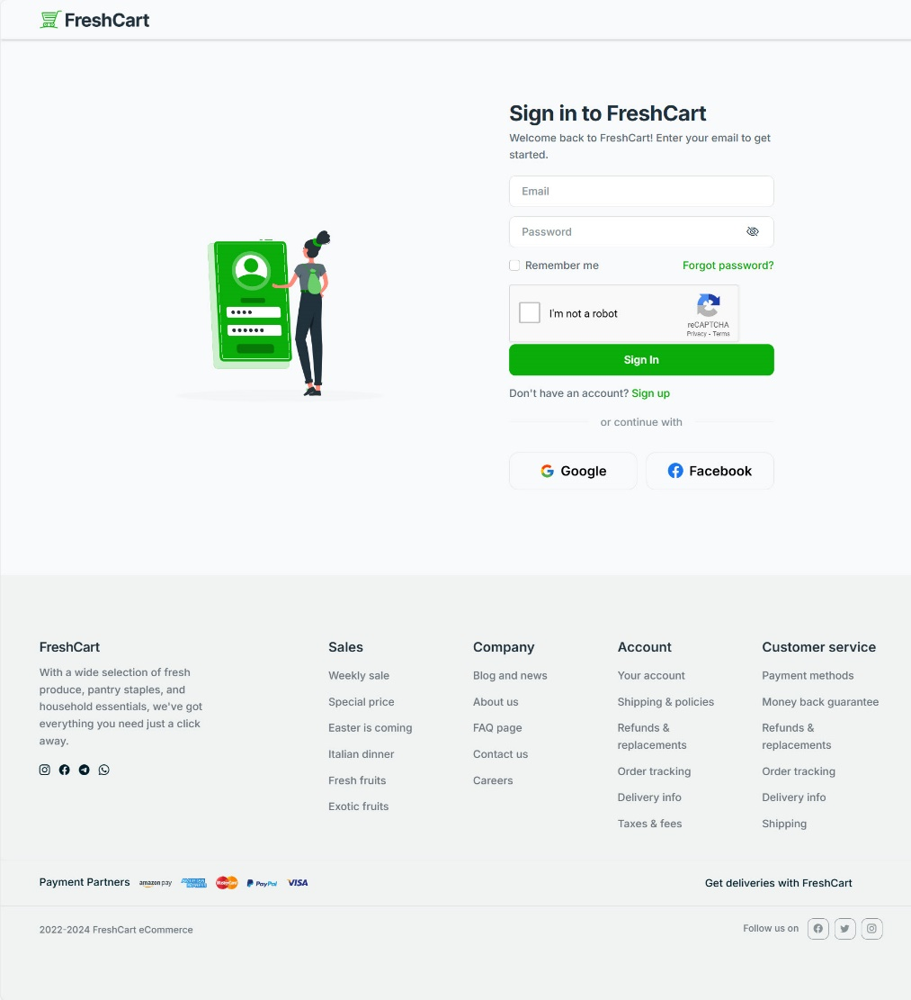 FreshCart
Sign in to FreshCart
Welcome back to FreshCart! Enter your email to get
started.
Email
Password
Remember me
Forgot password?
I'm not a robot
reCAPTCHA
Privacy - Terms
Sign In
Don't have an account? Sign up
or continue with
Google
Facebook
FreshCart
With a wide selection of fresh
produce, pantry staples, and
household essentials, we've got
everything you need just a click
away.
Sales
Weekly sale
Special price
Easter is coming
Italian dinner
Fresh fruits
Exotic fruits
Company
Blog and news
About us
FAQ page
Contact us
Careers
Account
Your account
Shipping & policies
Refunds &
replacements
Order tracking
Delivery info
Taxes & fees
Customer service
Payment methods
Money back guarantee
Refunds &
replacements
Order tracking
Delivery info
Shipping
Payment Partners
amazon pay
AMERICAN EXPRESS
MasterCard
PayPal
VISA
Get deliveries with FreshCart
2022-2024 FreshCart eCommerce
Follow us on